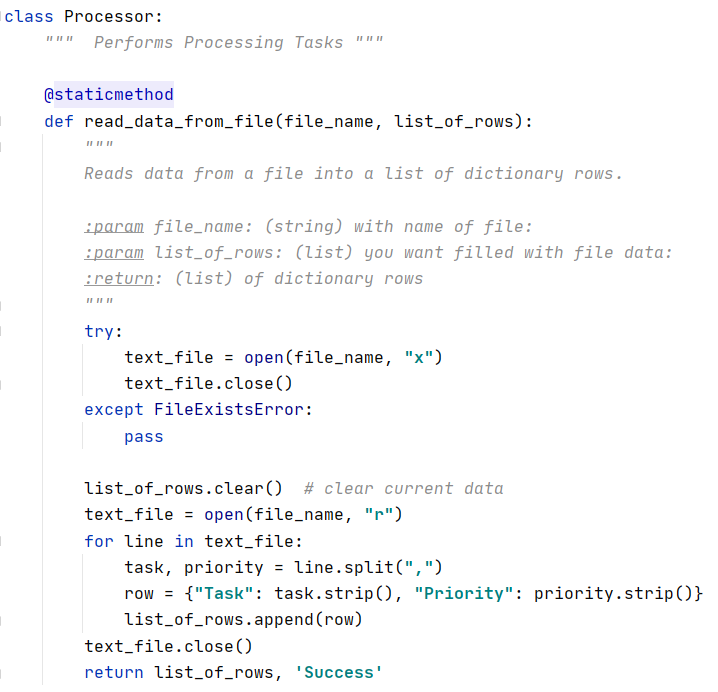 class Processor:
    """  Performs Processing Tasks """

    @staticmethod
    def read_data_from_file(file_name, list_of_rows):
        """
        Reads data from a file into a list of dictionary rows.

        :param file_name: (string) with name of file:
        :param list_of_rows: (list) you want filled with file data:
        :return: (list) of dictionary rows
        """
        try:
            text_file = open(file_name, "x")
            text_file.close()
        except FileExistsError:
            pass

        list_of_rows.clear()  # clear current data
        text_file = open(file_name, "r")
        for line in text_file:
            task, priority = line.split(",")
            row = {"Task": task.strip(), "Priority": priority.strip()}
            list_of_rows.append(row)
        text_file.close()
        return list_of_rows, 'Success'